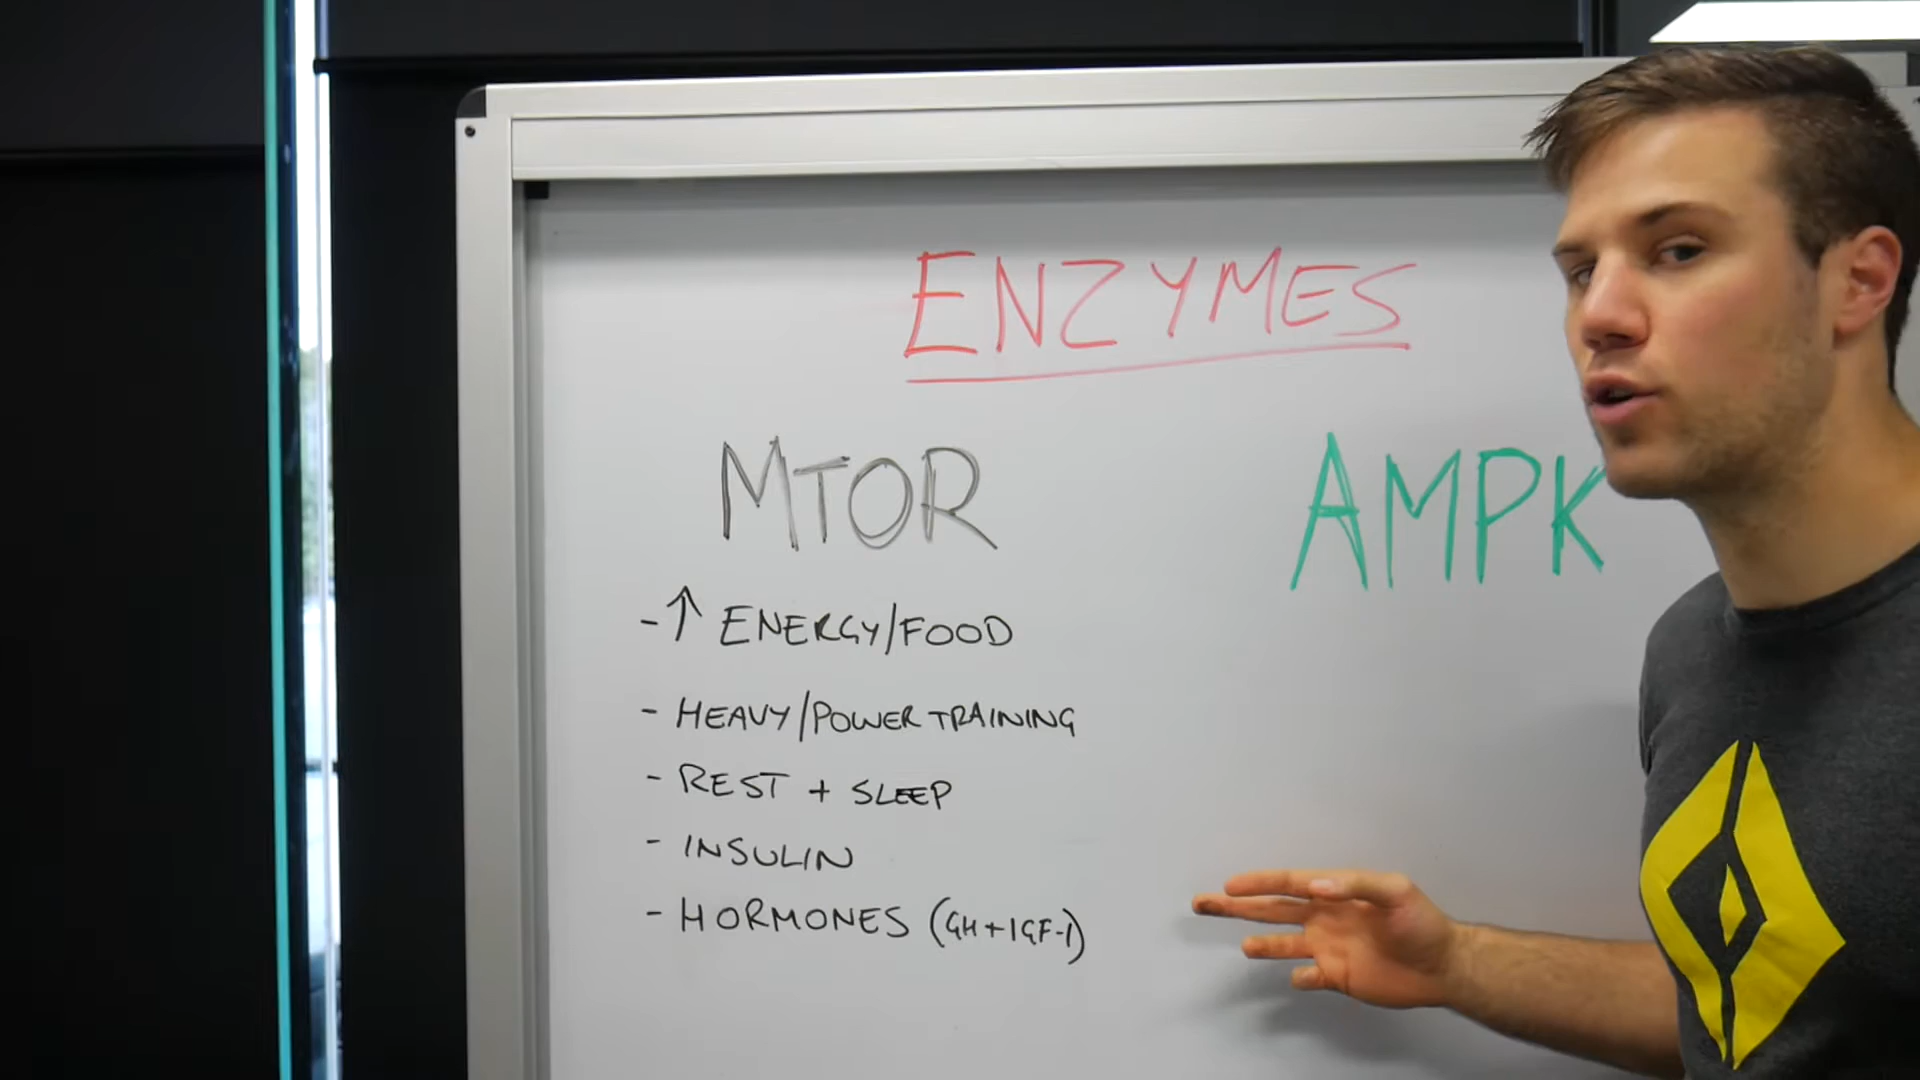 ENZYMES
MTOR
AMPK
- ↑ ENERGY/FOOD
- HEAVY/POWER TRAINING
- REST + SLEEP
- INSULIN
- HORMONES (GH+IGF-1)